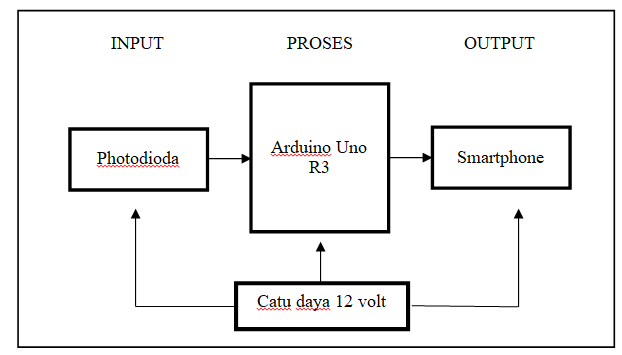 INPUT
PROSES
OUTPUT
Photodioda
Arduino Uno
R3
Smartphone
Catu daya 12 volt